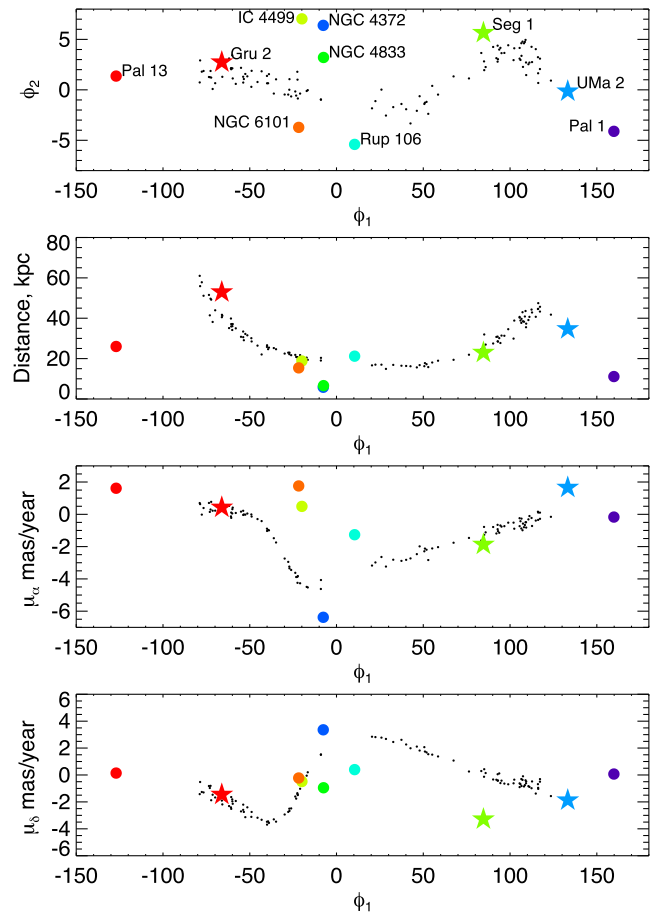 IC 4499
NGC 4372
Seg 1
5
Gru 2
NGC 4833
Pal 13
ϕ₂
0
UMa 2
NGC 6101
Pal 1
-5
Rup 106
-150 -100 -50 0 50 100 150
ϕ₁
80
60
Distance, kpc
40
20
0
-150 -100 -50 0 50 100 150
ϕ₁
2
0
μ_α mas/year
-2
-4
-6
-150 -100 -50 0 50 100 150
ϕ₁
6
4
2
μ_δ mas/year
0
-2
-4
-6
-150 -100 -50 0 50 100 150
ϕ₁